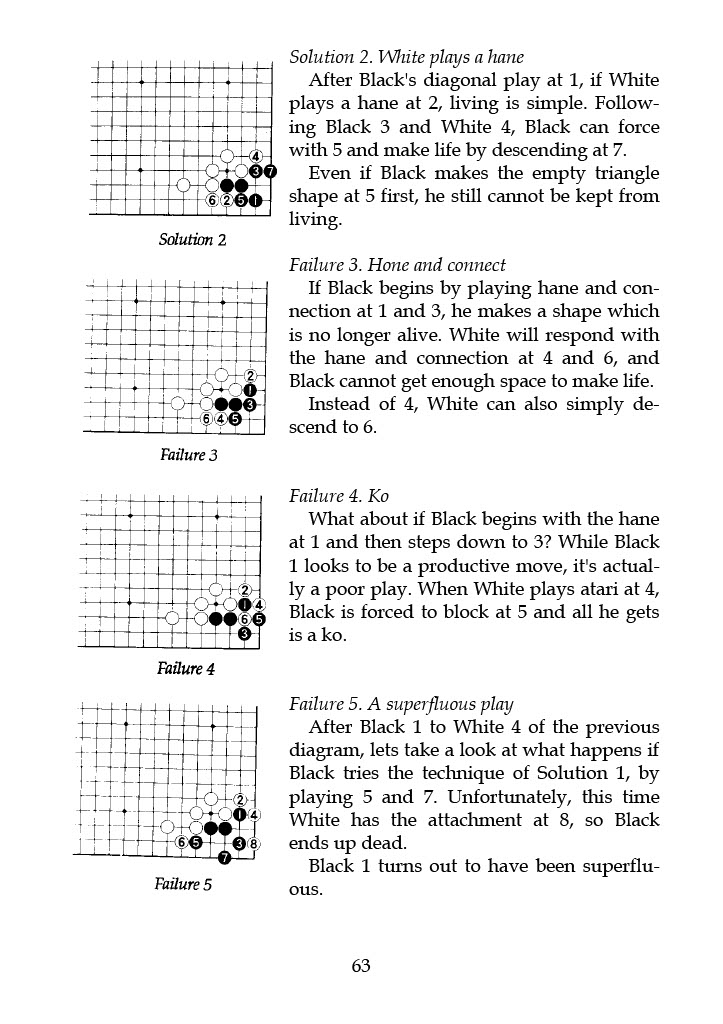 Solution 2. White plays a hane
After Black's diagonal play at 1, if White
plays a hane at 2, living is simple. Follow-
ing Black 3 and White 4, Black can force
with 5 and make life by descending at 7.
Even if Black makes the empty triangle
shape at 5 first, he still cannot be kept from
living.
4
3 7
6 2 5 1
Solution 2
Failure 3. Hone and connect
If Black begins by playing hane and con-
nection at 1 and 3, he makes a shape which
is no longer alive. White will respond with
the hane and connection at 4 and 6, and
Black cannot get enough space to make life.
Instead of 4, White can also simply de-
scend to 6.
2
1
3
6 4 5
Failure 3
Failure 4. Ko
What about if Black begins with the hane
at 1 and then steps down to 3? While Black
1 looks to be a productive move, it's actual-
ly a poor play. When White plays atari at 4,
Black is forced to block at 5 and all he gets
is a ko.
2
1 4
6 5
3
Failure 4
Failure 5. A superfluous play
After Black 1 to White 4 of the previous
diagram, lets take a look at what happens if
Black tries the technique of Solution 1, by
playing 5 and 7. Unfortunately, this time
White has the attachment at 8, so Black
ends up dead.
Black 1 turns out to have been superflu-
ous.
2
1 4
6 5 3 8
7
Failure 5
63